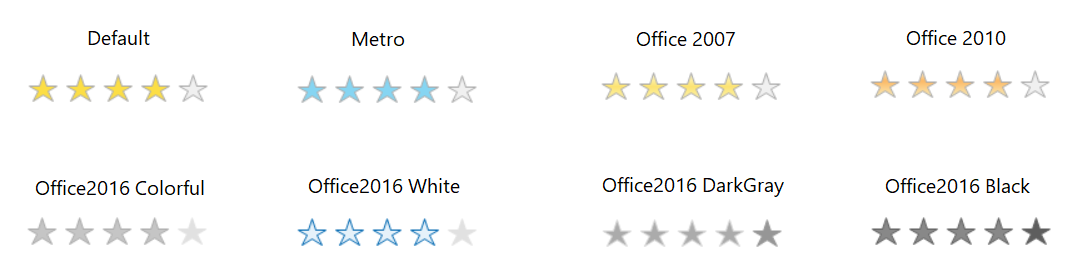 Default
Metro
Office 2007
Office 2010
Office2016 Colorful
Office2016 White
Office2016 DarkGray
Office2016 Black